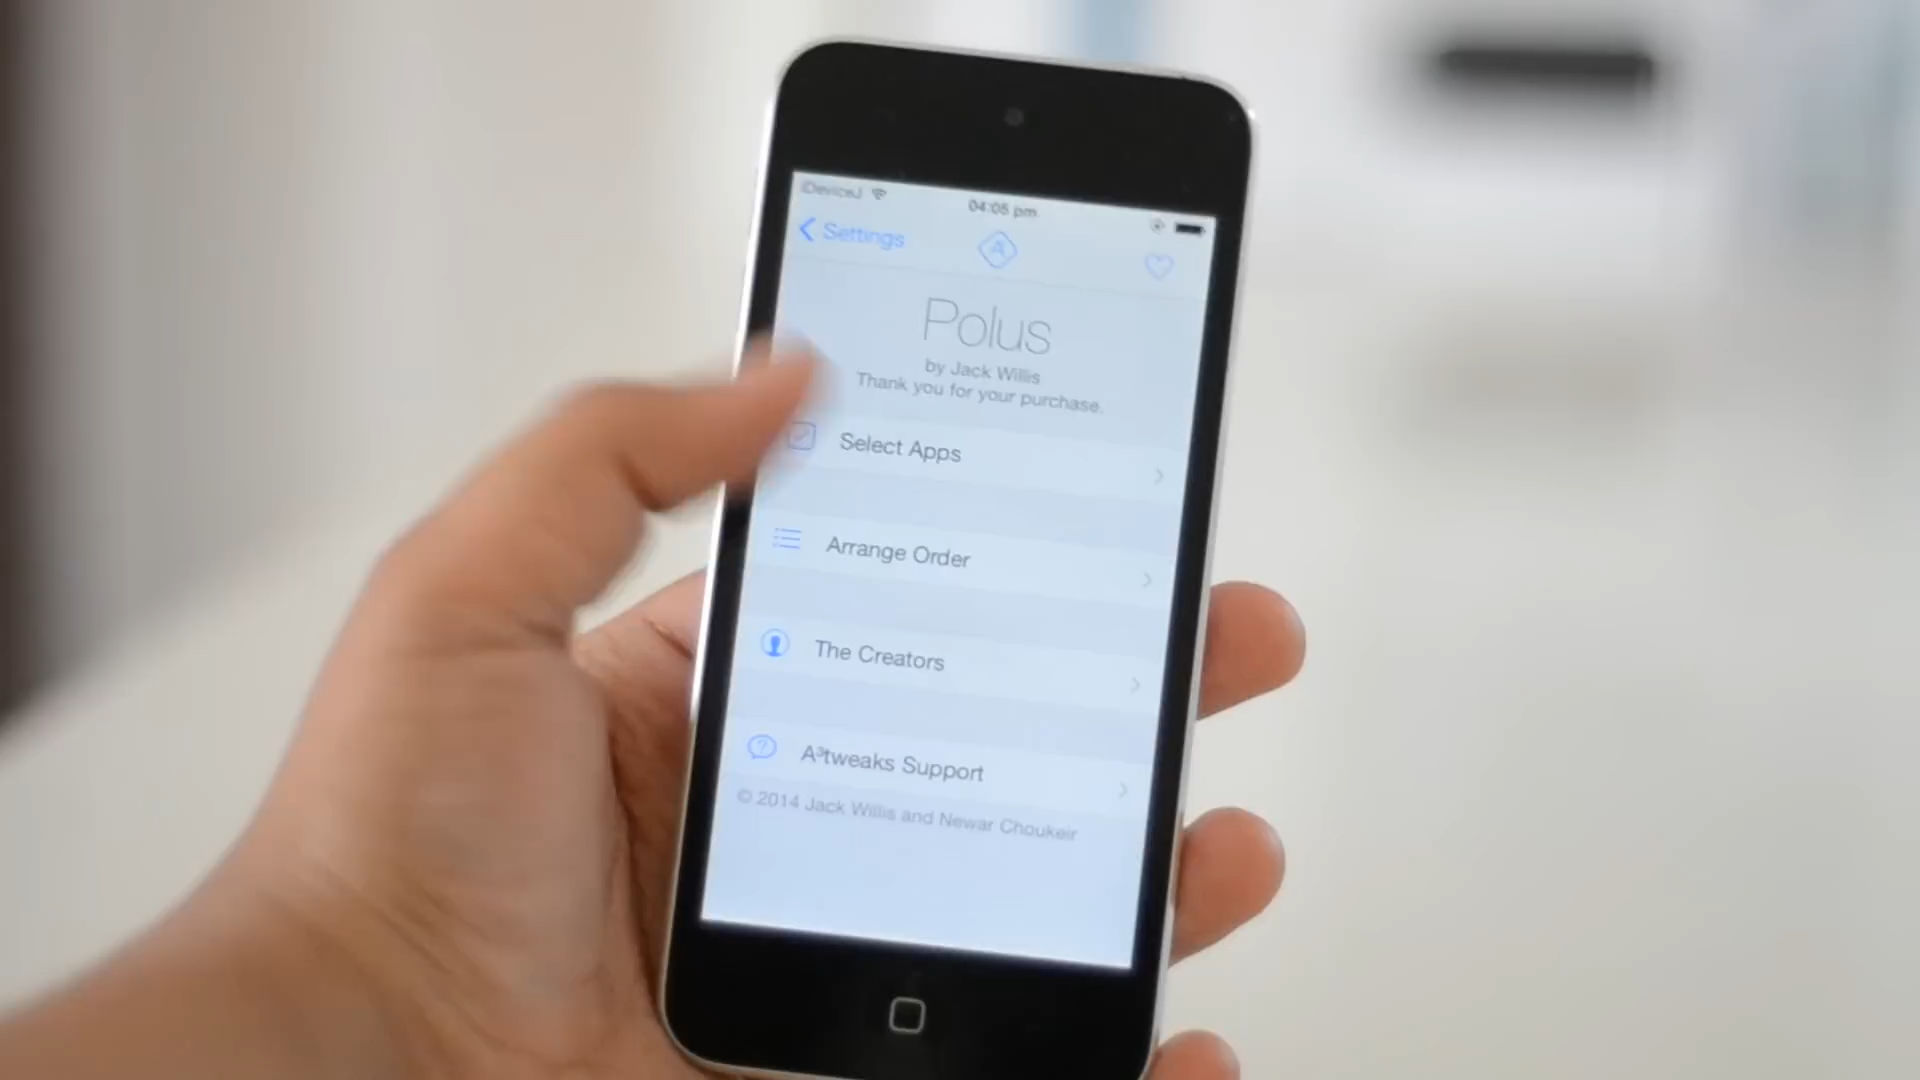 iDeviceJ
04:05 pm
Settings
Polus
by Jack Willis
Thank you for your purchase.
Select Apps
Arrange Order
The Creators
A³tweaks Support
© 2014 Jack Willis and Newar Choukeir